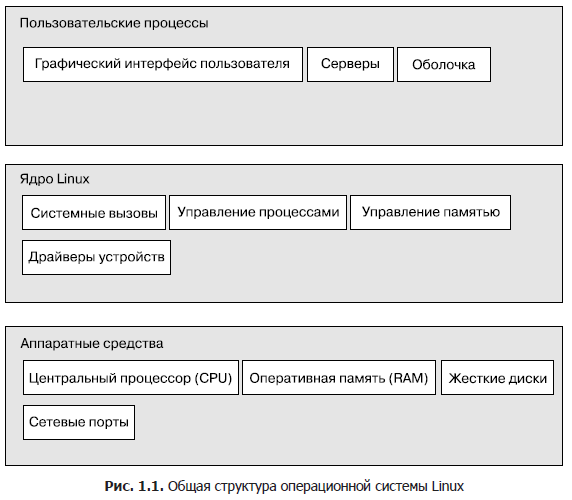 Пользовательские процессы
Графический интерфейс пользователя
Серверы
Оболочка
Ядро Linux
Системные вызовы
Управление процессами
Управление памятью
Драйверы устройств
Аппаратные средства
Центральный процессор (CPU)
Оперативная память (RAM)
Жесткие диски
Сетевые порты
Рис. 1.1. Общая структура операционной системы Linux